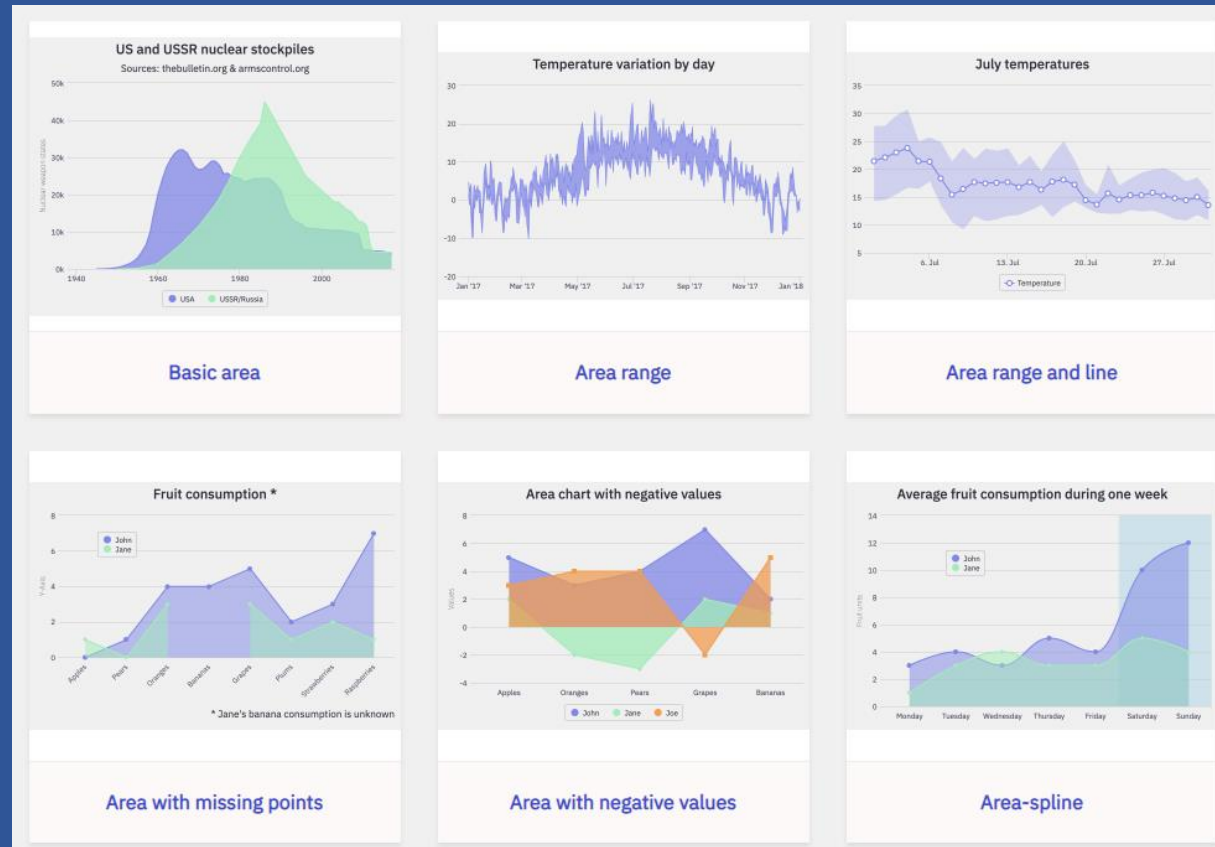 US and USSR nuclear stockpiles
Sources: thebulletin.org & armscontrol.org
Nuclear weapon states
50k
40k
30k
20k
10k
0k
1940 1960 1980 2000
USA USSR/Russia
Basic area
Temperature variation by day
30
20
10
0
-10
-20
Jan '17 Mar '17 May '17 Jul '17 Sep '17 Nov '17 Jan '18
Area range
July temperatures
35
30
25
20
15
10
5
6. Jul 13. Jul 20. Jul 27. Jul
Temperature
Area range and line
Fruit consumption *
8
6
4
2
0
Y-Axis
John
Jane
Apples Pears Oranges Bananas Grapes Plums Strawberries Raspberries
* Jane's banana consumption is unknown
Area with missing points
Area chart with negative values
8
6
4
2
0
-2
-4
Values
Apples Oranges Pears Grapes Bananas
John Jane Joe
Area with negative values
Average fruit consumption during one week
14
12
10
8
6
4
2
0
Fruit units
John
Jane
Monday Tuesday Wednesday Thursday Friday Saturday Sunday
Area-spline